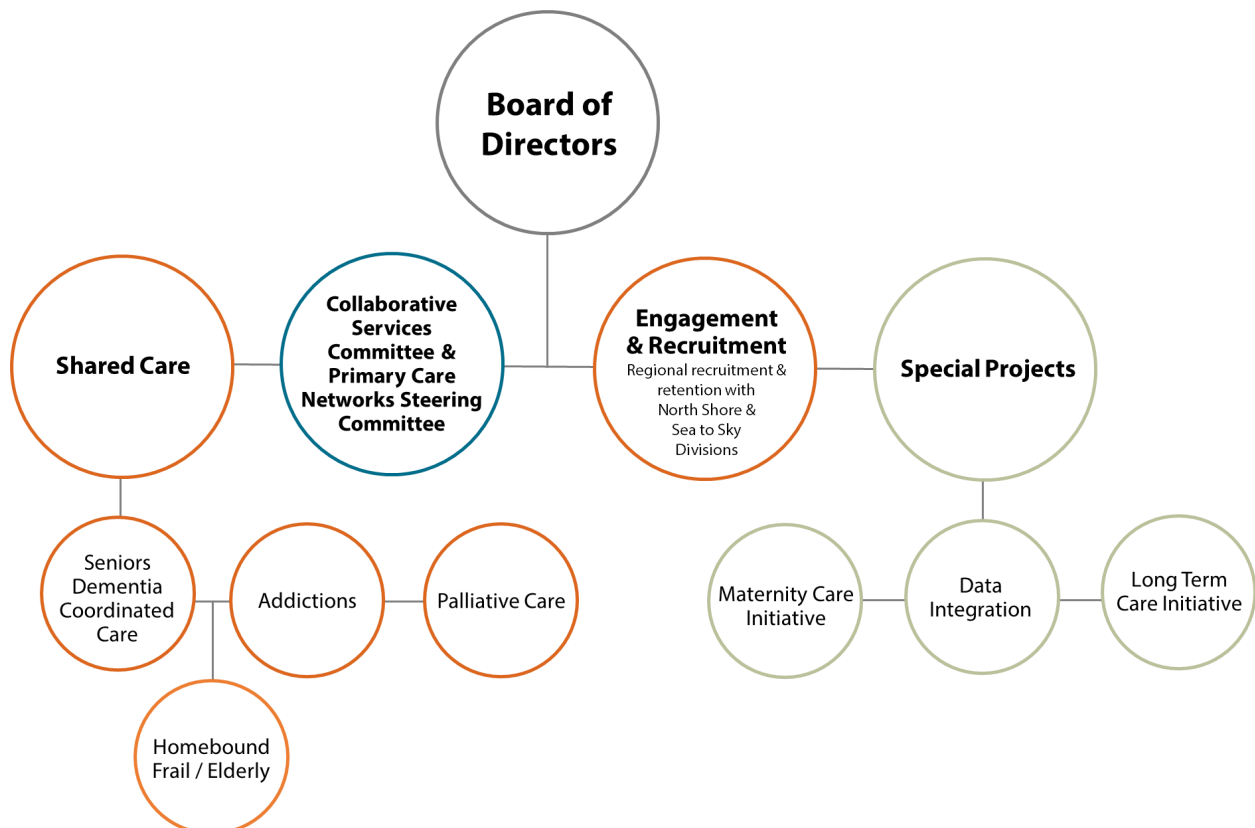 Board of
Directors
Shared Care
Collaborative
Services
Committee &
Primary Care
Networks Steering
Committee
Engagement
& Recruitment
Regional recruitment &
retention with
North Shore &
Sea to Sky
Divisions
Special Projects
Seniors
Dementia
Coordinated
Care
Addictions
Palliative Care
Maternity Care
Initiative
Data
Integration
Long Term
Care Initiative
Homebound
Frail / Elderly